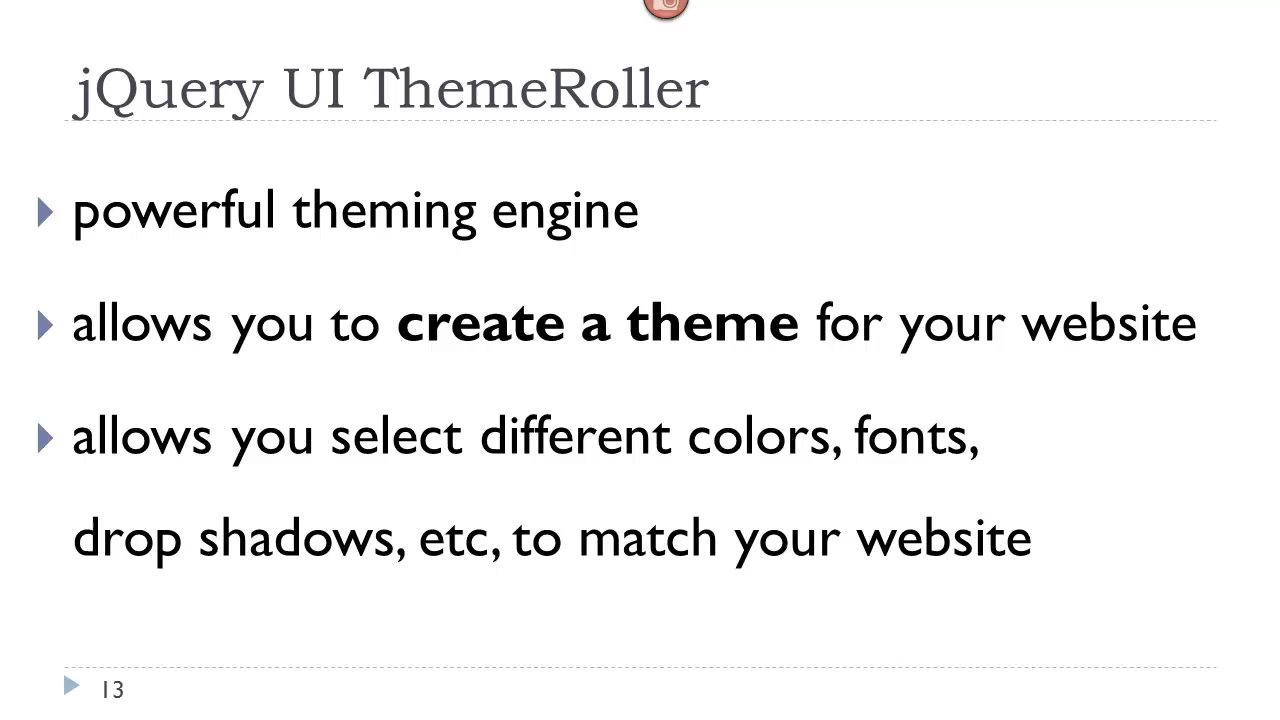 jQuery UI ThemeRoller
powerful theming engine
allows you to create a theme for your website
allows you select different colors, fonts,
drop shadows, etc, to match your website
13